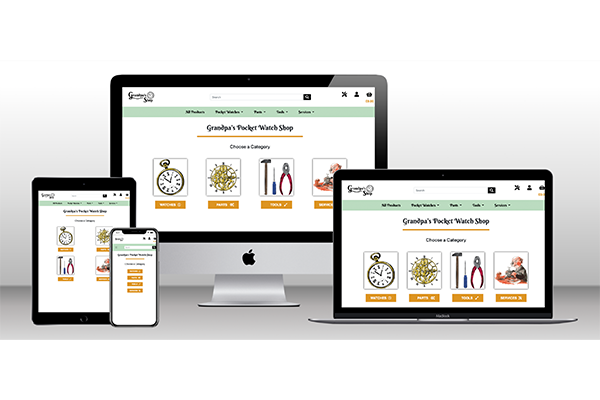 Grandpa's
Shop
Search
All Products Pocket Watches Parts Tools Services
Grandpa's Pocket Watch Shop
Choose a Category
WATCHES PARTS TOOLS
Grandpa's
Shop
Search
All Products Pocket Watches Parts Tools Services
Grandpa's Pocket Watch Shop
Choose a Category
WATCHES PARTS TOOLS SERVICES
MacBook
Grandpa's Pocket Watch Shop
Choose a Category
Grandpa's Pocket Watch Shop
Choose a Category